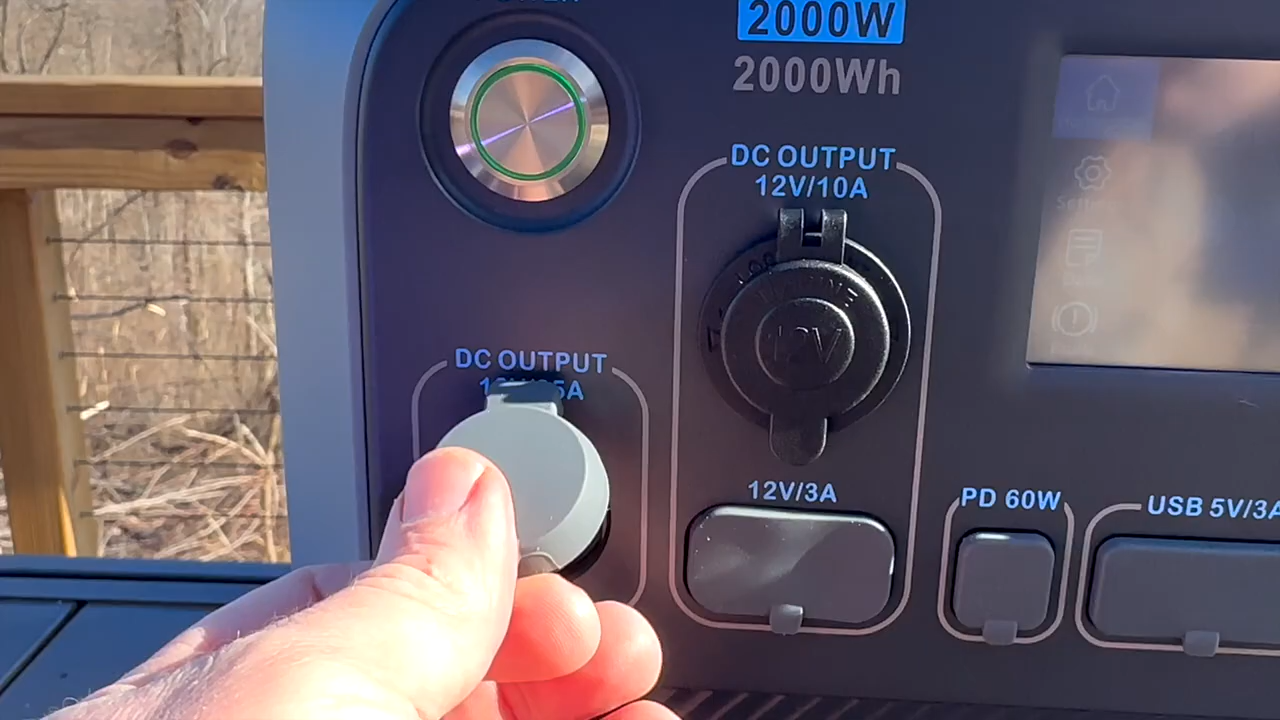 2000W
2000Wh
DC OUTPUT
12V/10A
12V
DC OUTPUT
12V/3A
PD 60W
USB 5V/3A